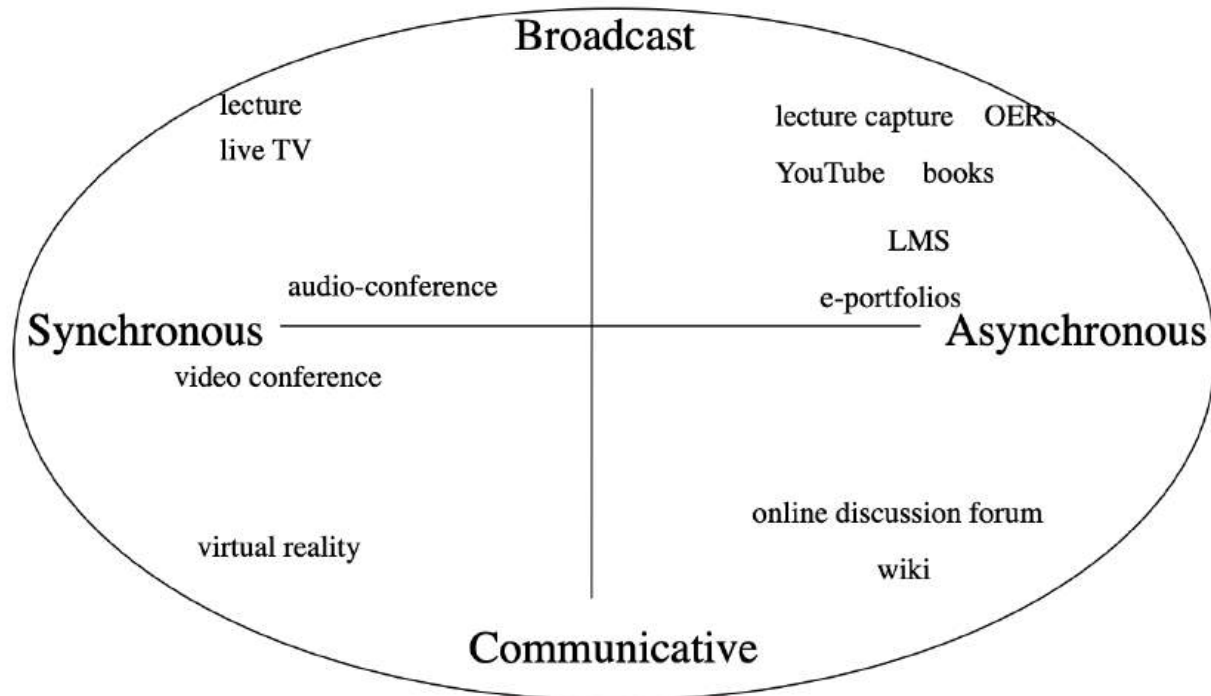 Broadcast
lecture
lecture capture OERs
live TV
YouTube books
LMS
audio-conference
e-portfolios
Synchronous
Asynchronous
video conference
online discussion forum
virtual reality
wiki
Communicative